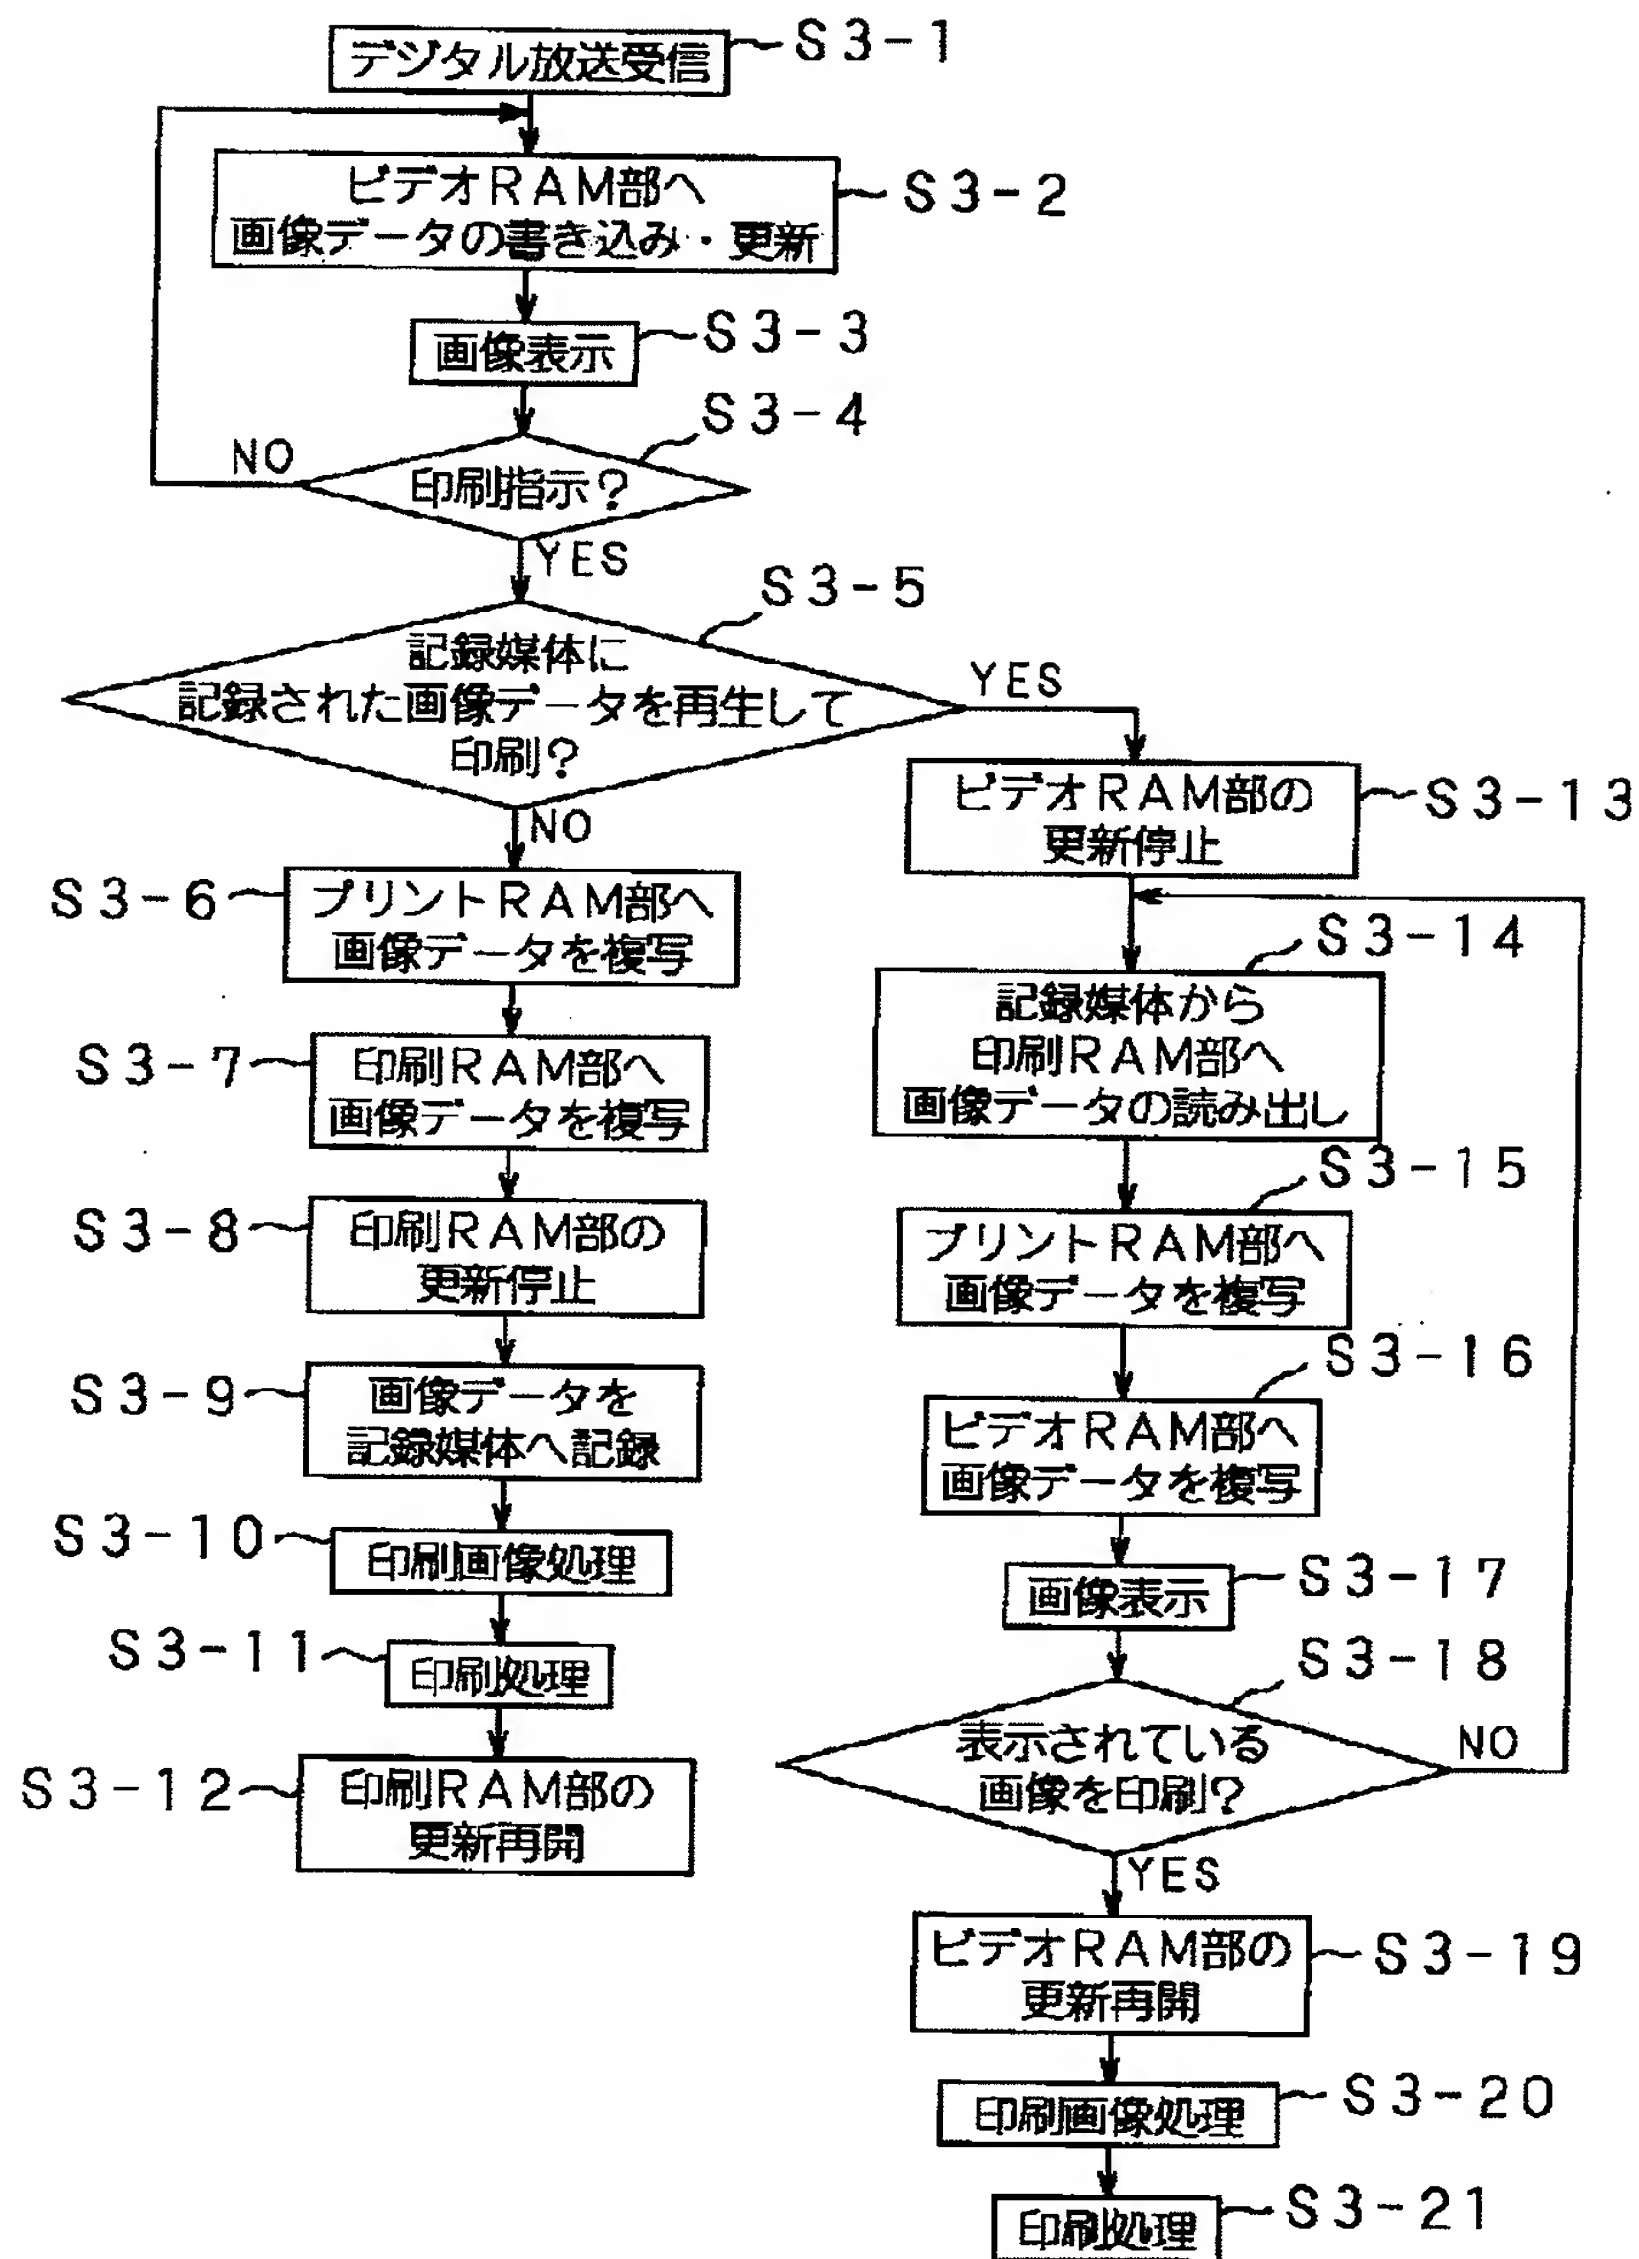 デジタル放送受信
S3-1
ビデオRAM部へ
画像データの書き込み・更新
S3-2
画像表示
S3-3
印刷指示?
S3-4
NO
YES
記録媒体に
記録された画像データを再生して
印刷?
S3-5
YES
NO
プリントRAM部へ
画像データを複写
S3-6
印刷RAM部へ
画像データを複写
S3-7
印刷RAM部の
更新停止
S3-8
画像データを
記録媒体へ記録
S3-9
印刷画像処理
S3-10
印刷処理
S3-11
印刷RAM部の
更新再開
S3-12
ビデオRAM部の
更新停止
S3-13
記録媒体から
印刷RAM部へ
画像データの読み出し
S3-14
プリントRAM部へ
画像データを複写
S3-15
ビデオRAM部へ
画像データを複写
S3-16
画像表示
S3-17
表示されている
画像を印刷?
S3-18
NO
YES
ビデオRAM部の
更新再開
S3-19
印刷画像処理
S3-20
印刷処理
S3-21